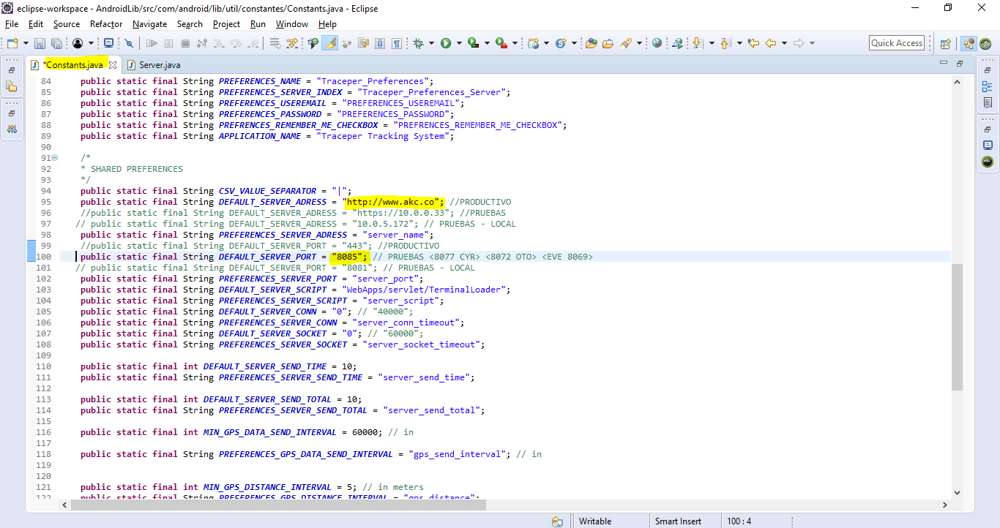 eclipse-workspace - AndroidLib/src/com/android/lib/util/constantes/Constants.java - Eclipse
File Edit Source Refactor Navigate Search Project Run Window Help
Quick Access
*Constants.java Server.java
84 public static final String PREFERENCES_NAME = "Traceper_Preferences";
85 public static final String PREFERENCES_SERVER_INDEX = "Traceper_Preferences_Server";
86 public static final String PREFERENCES_USEREMAIL = "PREFERENCES_USEREMAIL";
87 public static final String PREFERENCES_PASSWORD = "PREFERENCES_PASSWORD";
88 public static final String PREFRENCES_REMEMBER_ME_CHECKBOX = "PREFRENCES_REMEMBER_ME_CHECKBOX";
89 public static final String APPLICATION_NAME = "Traceper Tracking System";
90
91 /*
92 * SHARED PREFERENCES
93 */
94 public static final String CSV_VALUE_SEPARATOR = "|";
95 public static final String DEFAULT_SERVER_ADRESS = "http://www.akc.co"; //PRODUCTIVO
96 //public static final String DEFAULT_SERVER_ADRESS = "https://10.0.0.33"; //PRUEBAS
97 // public static final String DEFAULT_SERVER_ADRESS = "10.0.5.172"; // PRUEBAS - LOCAL
98 public static final String PREFERENCES_SERVER_ADRESS = "server_name";
99 //public static final String DEFAULT_SERVER_PORT = "443"; //PRODUCTIVO
100 public static final String DEFAULT_SERVER_PORT = "8085"; // PRUEBAS <8077 CYR> <8072 OTO> <EVE 8069>
101 // public static final String DEFAULT_SERVER_PORT = "8081"; // PRUEBAS - LOCAL
102 public static final String PREFERENCES_SERVER_PORT = "server_port";
103 public static final String DEFAULT_SERVER_SCRIPT = "WebApps/servlet/TerminalLoader";
104 public static final String PREFERENCES_SERVER_SCRIPT = "server_script";
105 public static final String DEFAULT_SERVER_CONN = "0"; // "40000";
106 public static final String PREFERENCES_SERVER_CONN = "server_conn_timeout";
107 public static final String DEFAULT_SERVER_SOCKET = "0"; // "60000";
108 public static final String PREFERENCES_SERVER_SOCKET = "server_socket_timeout";
109
110 public static final int DEFAULT_SERVER_SEND_TIME = 10;
111 public static final String PREFERENCES_SERVER_SEND_TIME = "server_send_time";
112
113 public static final int DEFAULT_SERVER_SEND_TOTAL = 10;
114 public static final String PREFERENCES_SERVER_SEND_TOTAL = "server_send_total";
115
116 public static final int MIN_GPS_DATA_SEND_INTERVAL = 60000; // in
117
118 public static final String PREFERENCES_GPS_DATA_SEND_INTERVAL = "gps_send_interval"; // in
119
120
121 public static final int MIN_GPS_DISTANCE_INTERVAL = 5; // in meters
122 public static final String PREFERENCES_GPS_DISTANCE_INTERVAL = "gps_distance";
Writable Smart Insert 100 : 4